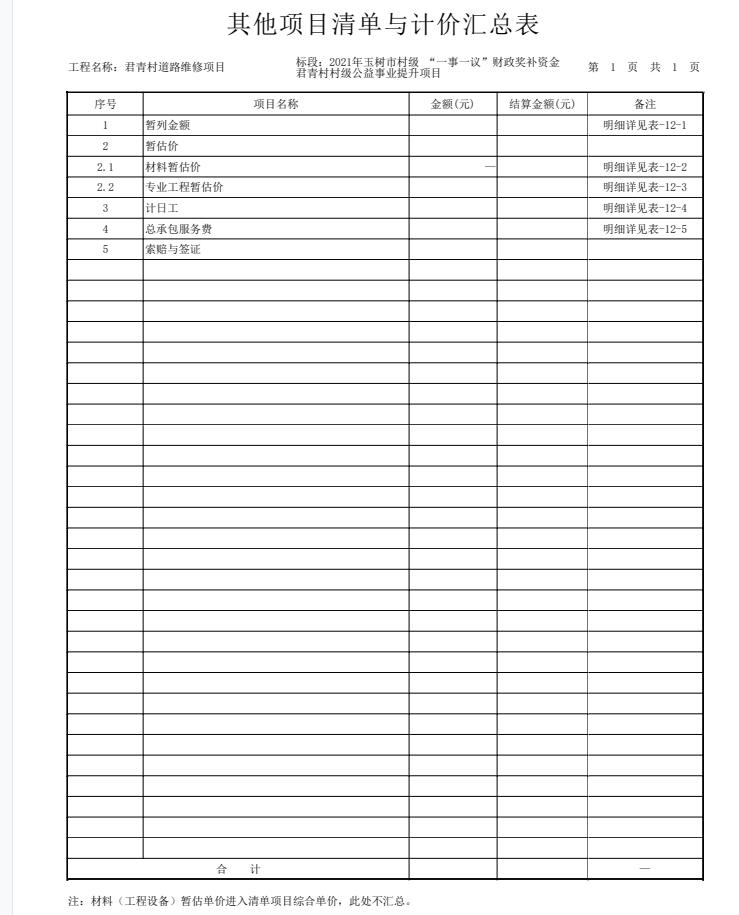 其他项目清单与计价汇总表
工程名称：君青村道路维修项目 标段：2021年玉树市村级 “一事一议”财政奖补资金君青村村级公益事业提升项目 第 1 页 共 1 页
序号 项目名称 金额(元) 结算金额(元) 备注
1 暂列金额 明细详见表-12-1
2 暂估价
2.1 材料暂估价 — 明细详见表-12-2
2.2 专业工程暂估价 明细详见表-12-3
3 计日工 明细详见表-12-4
4 总承包服务费 明细详见表-12-5
5 索赔与签证
合 计 —
注：材料（工程设备）暂估单价进入清单项目综合单价，此处不汇总。